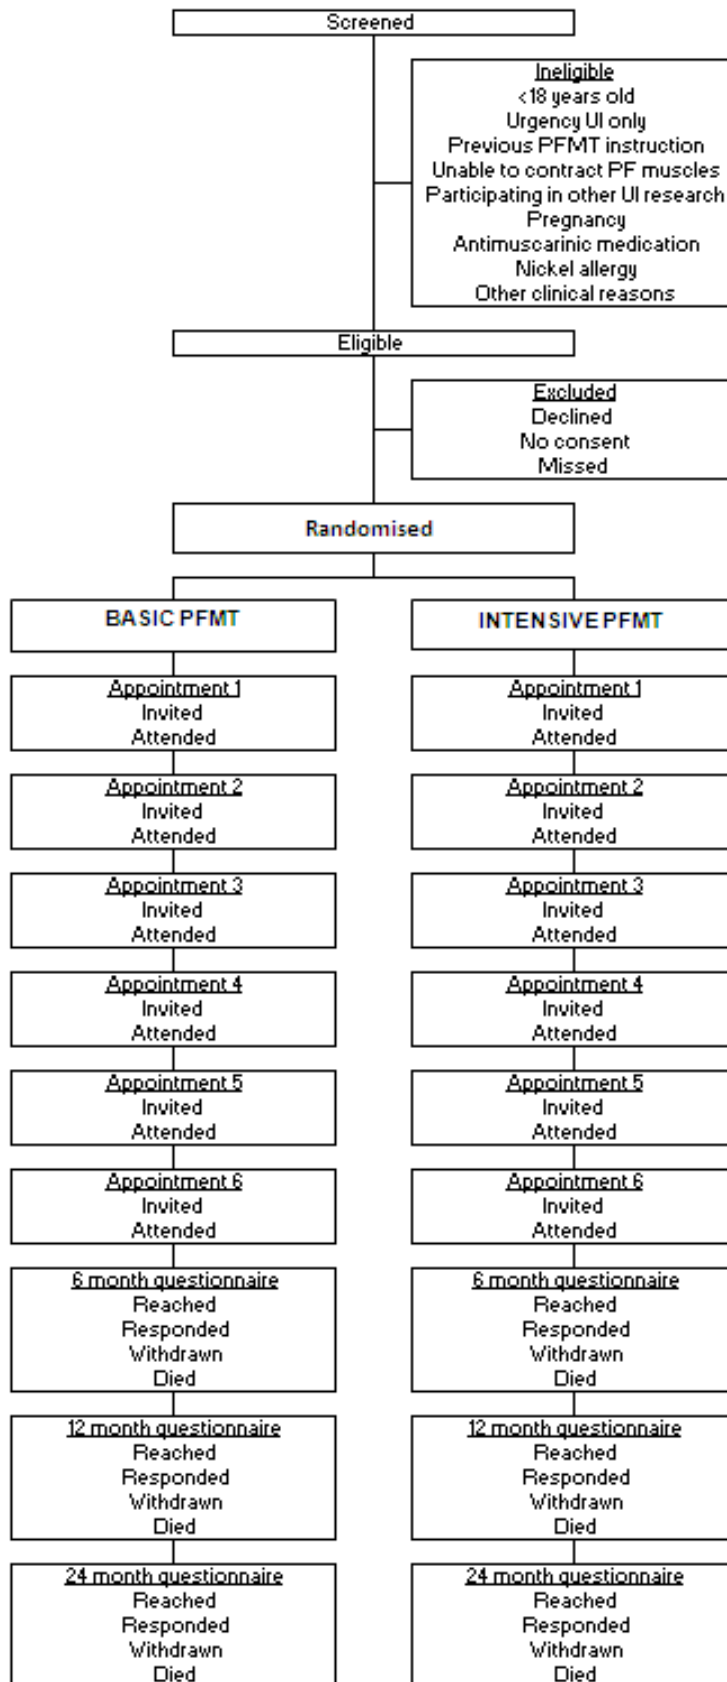 Screened
Ineligible
<18 years old
Urgency UI only
Previous PFMT instruction
Unable to contract PF muscles
Participating in other UI research
Pregnancy
Antimuscarinic medication
Nickel allergy
Other clinical reasons
Eligible
Excluded
Declined
No consent
Missed
Randomised
BASIC PFMT
Appointment 1
Invited
Attended
Appointment 2
Invited
Attended
Appointment 3
Invited
Attended
Appointment 4
Invited
Attended
Appointment 5
Invited
Attended
Appointment 6
Invited
Attended
6 month questionnaire
Reached
Responded
Withdrawn
Died
12 month questionnaire
Reached
Responded
Withdrawn
Died
24 month questionnaire
Reached
Responded
Withdrawn
Died
INTENSIVE PFMT
Appointment 1
Invited
Attended
Appointment 2
Invited
Attended
Appointment 3
Invited
Attended
Appointment 4
Invited
Attended
Appointment 5
Invited
Attended
Appointment 6
Invited
Attended
6 month questionnaire
Reached
Responded
Withdrawn
Died
12 month questionnaire
Reached
Responded
Withdrawn
Died
24 month questionnaire
Reached
Responded
Withdrawn
Died